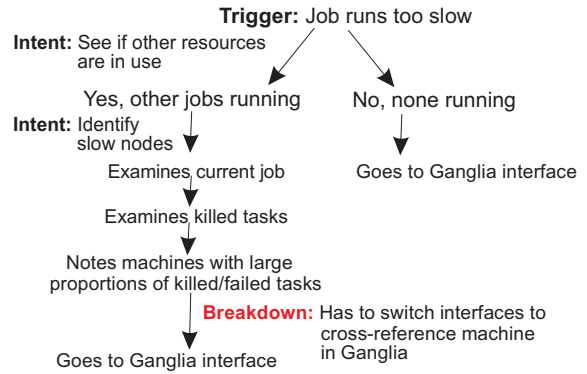 Trigger: Job runs too slow
Intent: See if other resources
are in use
Yes, other jobs running
No, none running
Intent: Identify
slow nodes
Examines current job
Goes to Ganglia interface
Examines killed tasks
Notes machines with large
proportions of killed/failed tasks
Breakdown: Has to switch interfaces to
cross-reference machine
in Ganglia
Goes to Ganglia interface